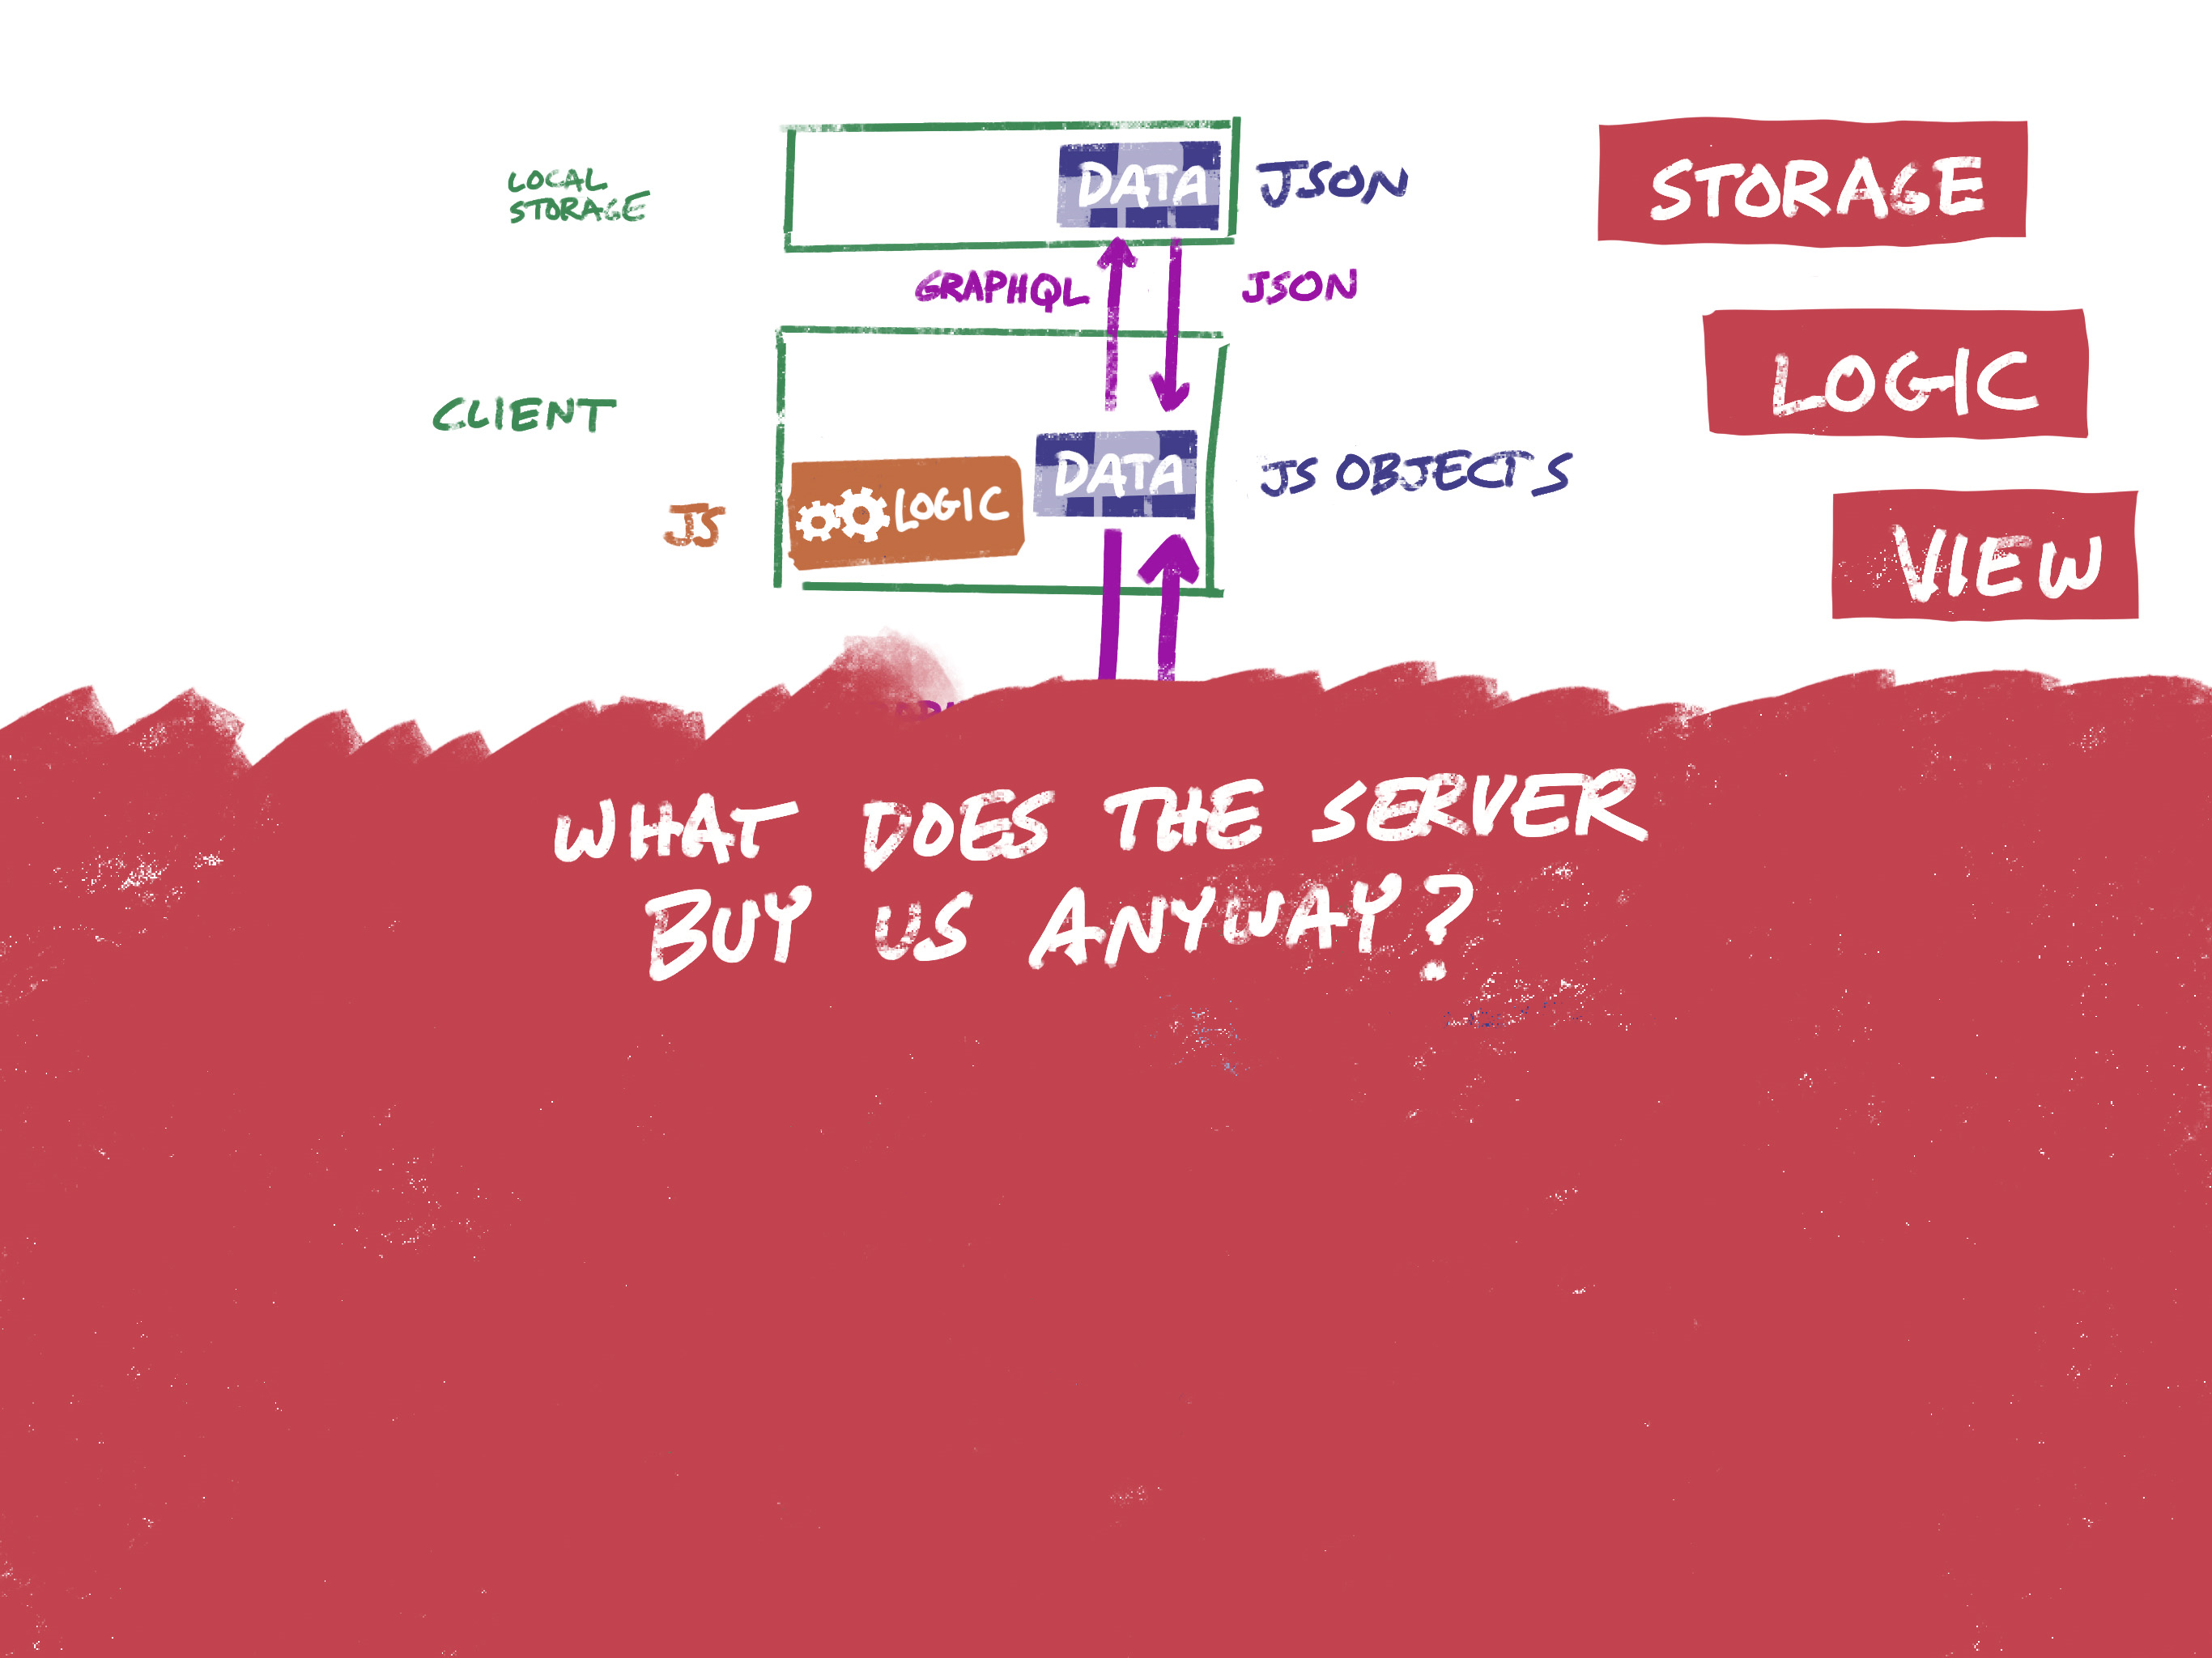 LOCAL
STORAGE
DATA
JSON
STORAGE
GRAPHQL
JSON
CLIENT
LOGIC
DATA
JS OBJECTS
JS
LOGIC
VIEW
WHAT DOES THE SERVER
BUY US ANYWAY?